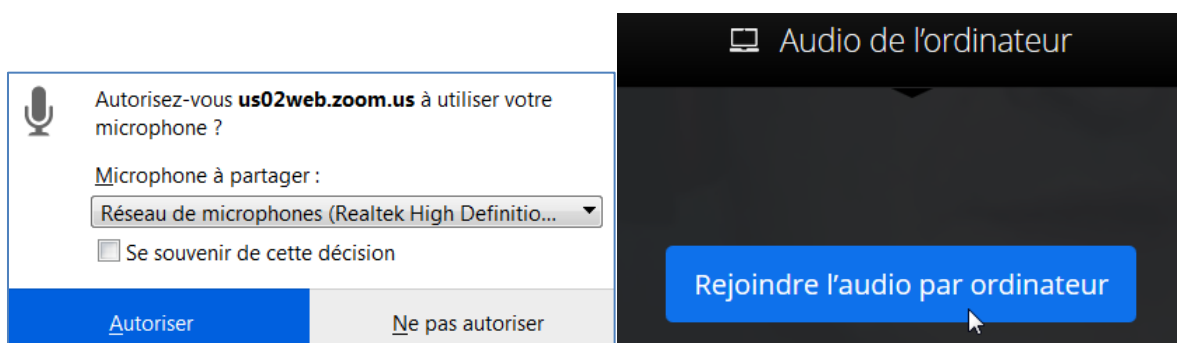 Autorisez-vous us02web.zoom.us à utiliser votre
microphone ?
Microphone à partager :
Réseau de microphones (Realtek High Definitio...
Se souvenir de cette décision
Autoriser
Ne pas autoriser
Audio de l’ordinateur
Rejoindre l’audio par ordinateur